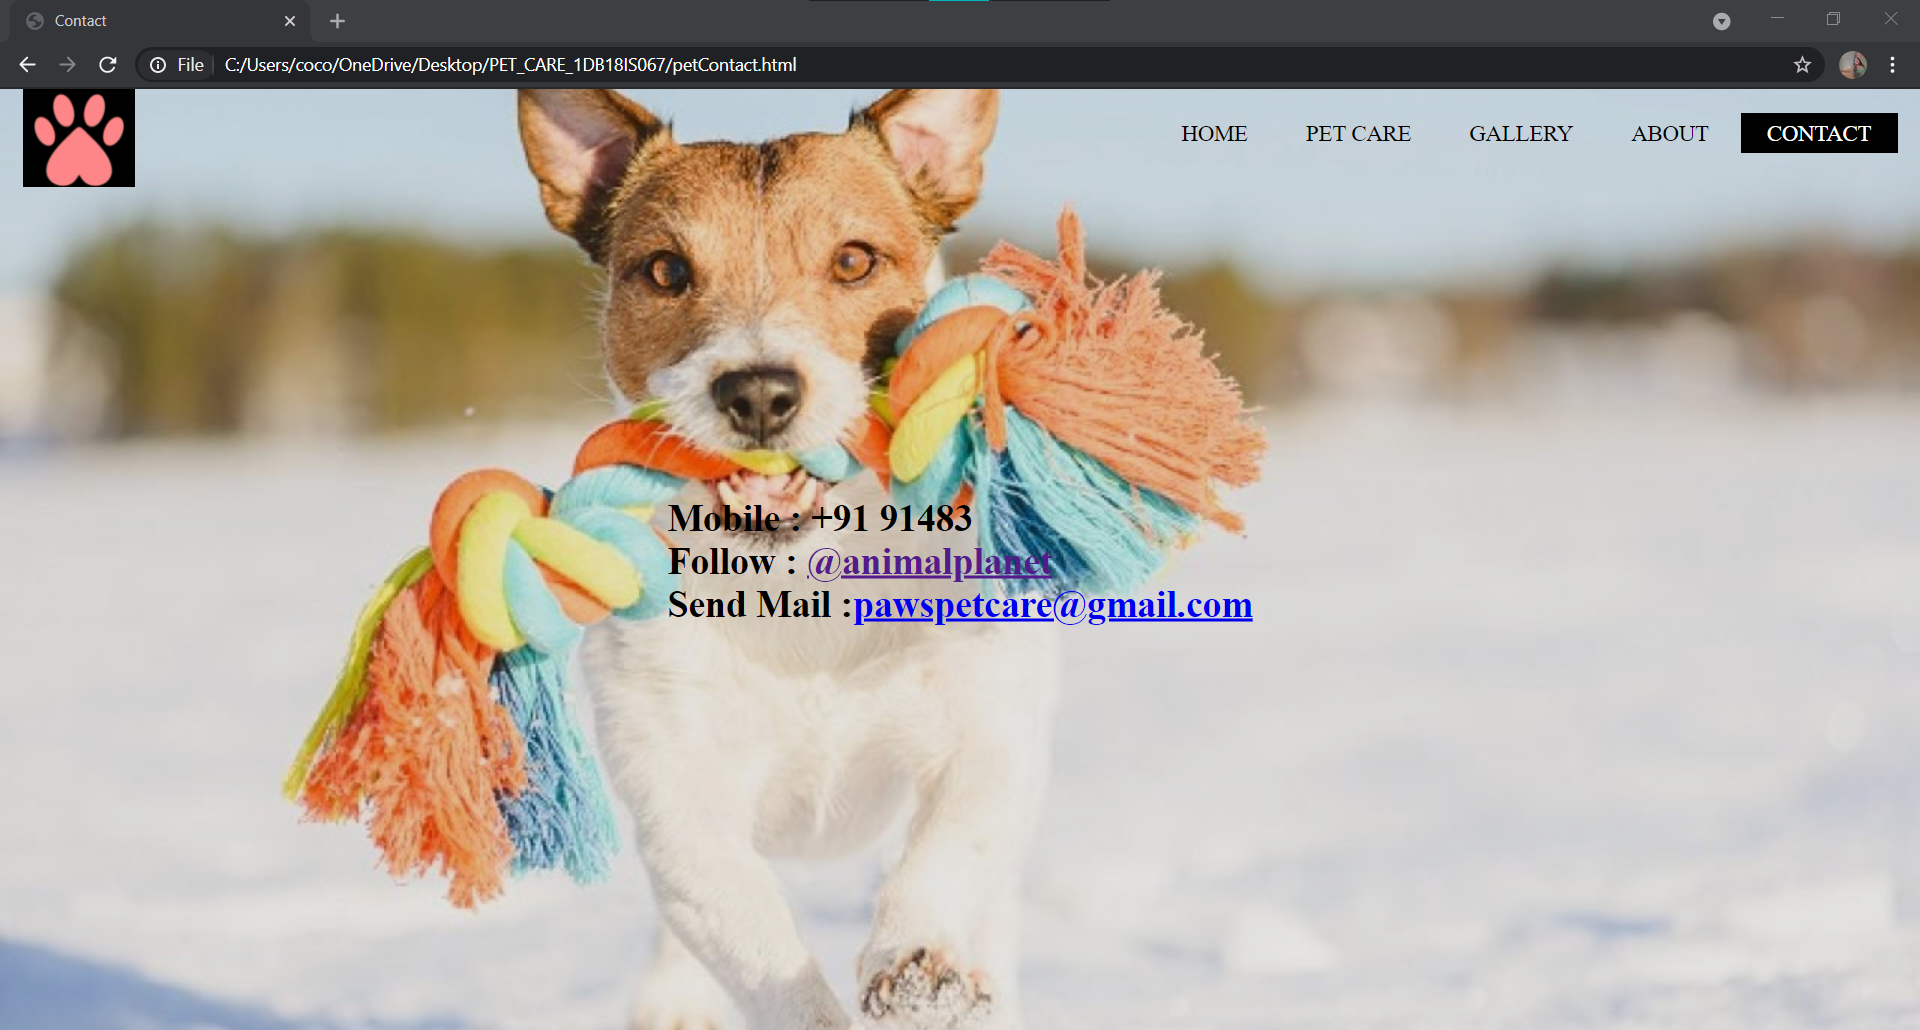 Contact
File
C:/Users/coco/OneDrive/Desktop/PET_CARE_1DB18IS067/petContact.html
HOME PET CARE GALLERY ABOUT CONTACT
Mobile : +91 91483
Follow : @animalplanet
Send Mail :pawspetcare@gmail.com